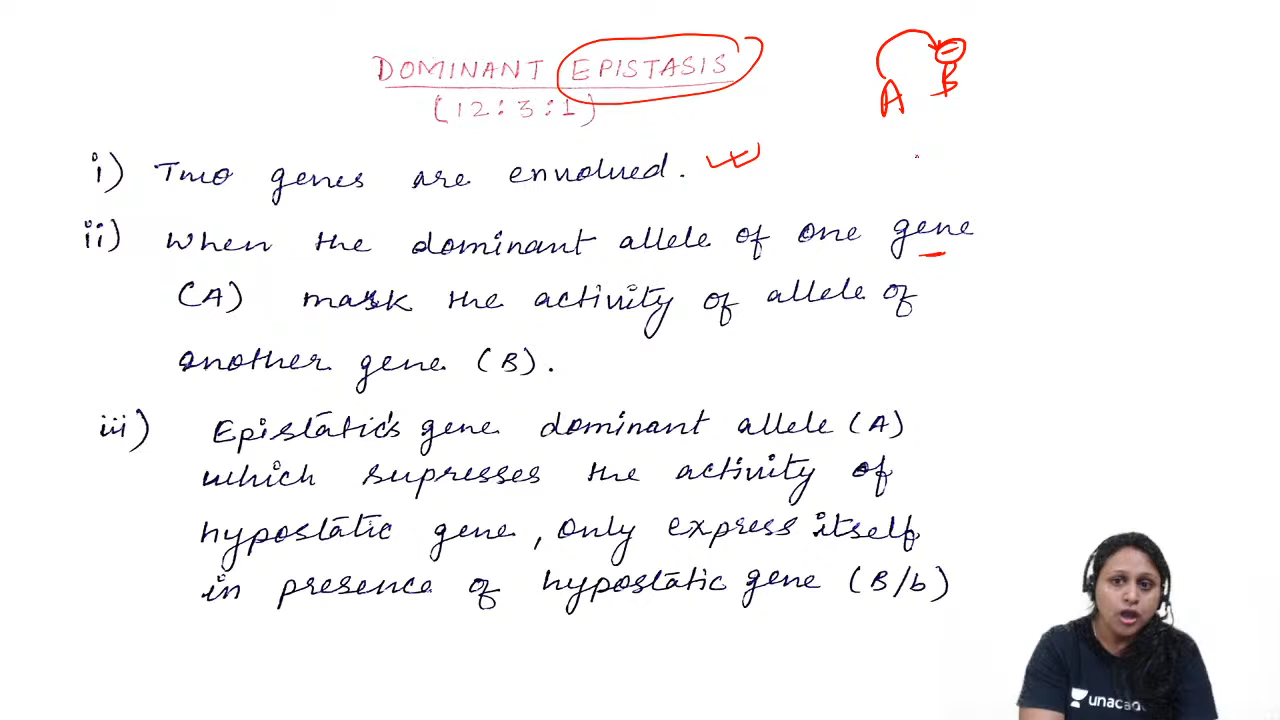 DOMINANT EPISTASIS
(12:3:1)
A B
i) Two genes are envolued.
ii) When the dominant allele of one gene
(A) mask the activity of allele of
another gene (B).
iii) Epistatic's gene dominant allele (A)
which supresses the activity of
hypostatic gene, only express itself
in presence of hypostatic gene (B/b)
unacad